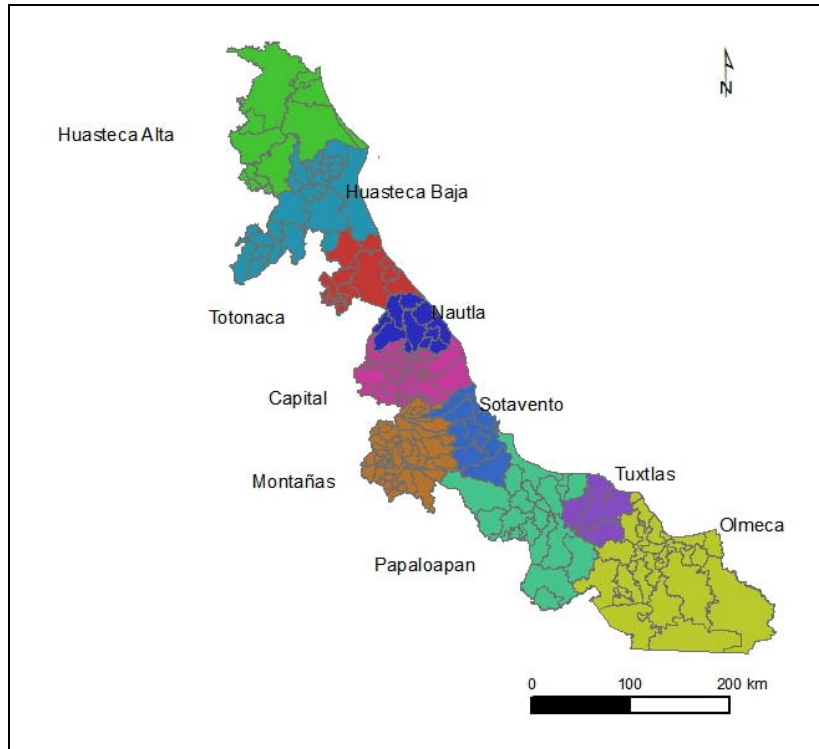 N
Huasteca Alta
Huasteca Baja
Totonaca
Nautla
Capital
Sotavento
Montañas
Tuxtlas
Olmeca
Papaloapan
0 100 200 km